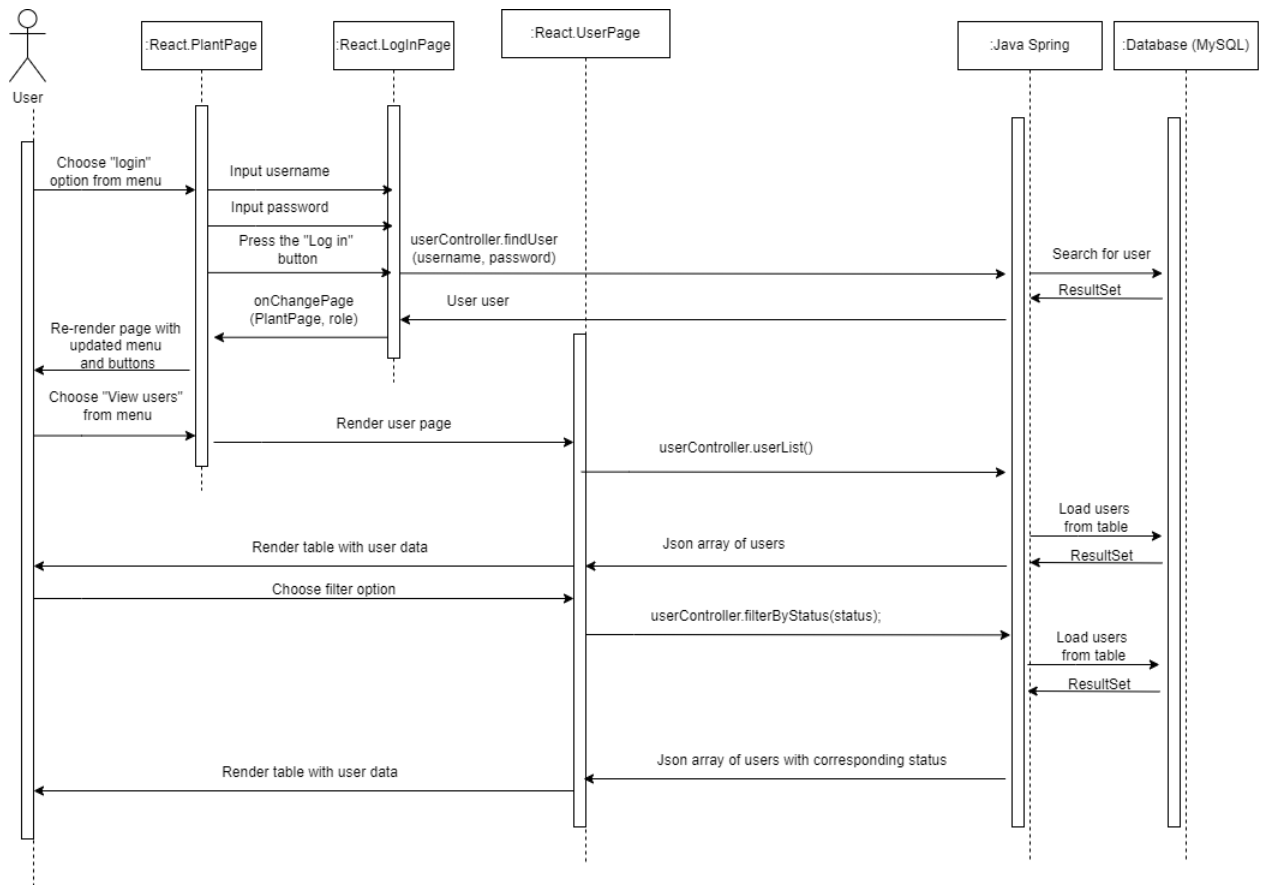 :React.UserPage
:React.PlantPage
:React.LogInPage
:Java Spring
:Database (MySQL)
User
Choose "login"
option from menu
Input username
Input password
Press the "Log in"
button
userController.findUser
(username, password)
Search for user
ResultSet
User user
onChangePage
(PlantPage, role)
Re-render page with
updated menu
and buttons
Choose "View users"
from menu
Render user page
userController.userList()
Load users
from table
ResultSet
Json array of users
Render table with user data
Choose filter option
userController.filterByStatus(status);
Load users
from table
ResultSet
Json array of users with corresponding status
Render table with user data